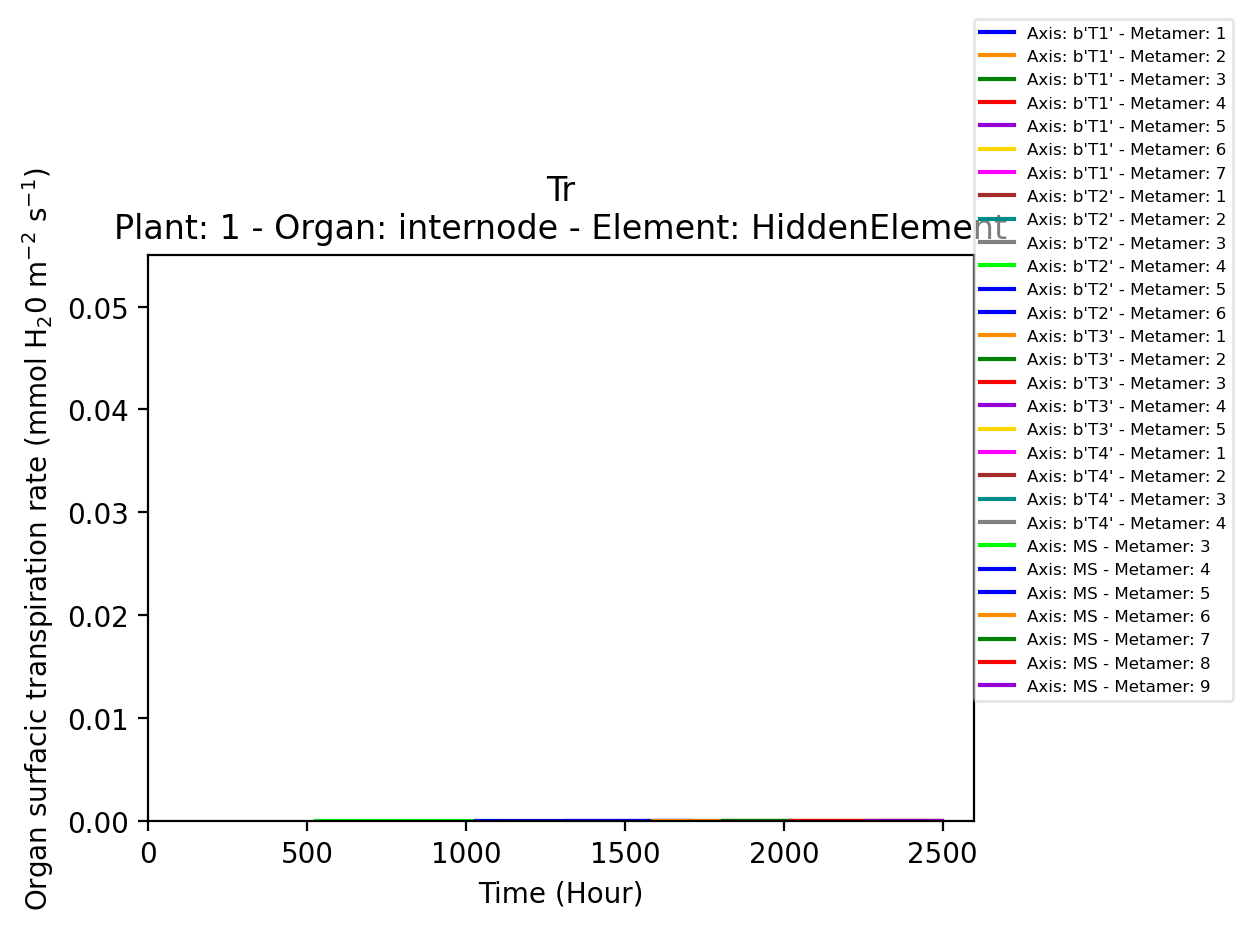 Tr
Plant: 1 - Organ: internode - Element: HiddenElement
Organ surfacic transpiration rate (mmol H₂0 m⁻² s⁻¹)
0.05
0.04
0.03
0.02
0.01
0.00
0 500 1000 1500 2000 2500
Time (Hour)
Axis: b'T1' - Metamer: 1
Axis: b'T1' - Metamer: 2
Axis: b'T1' - Metamer: 3
Axis: b'T1' - Metamer: 4
Axis: b'T1' - Metamer: 5
Axis: b'T1' - Metamer: 6
Axis: b'T1' - Metamer: 7
Axis: b'T2' - Metamer: 1
Axis: b'T2' - Metamer: 2
Axis: b'T2' - Metamer: 3
Axis: b'T2' - Metamer: 4
Axis: b'T2' - Metamer: 5
Axis: b'T2' - Metamer: 6
Axis: b'T3' - Metamer: 1
Axis: b'T3' - Metamer: 2
Axis: b'T3' - Metamer: 3
Axis: b'T3' - Metamer: 4
Axis: b'T3' - Metamer: 5
Axis: b'T4' - Metamer: 1
Axis: b'T4' - Metamer: 2
Axis: b'T4' - Metamer: 3
Axis: b'T4' - Metamer: 4
Axis: MS - Metamer: 3
Axis: MS - Metamer: 4
Axis: MS - Metamer: 5
Axis: MS - Metamer: 6
Axis: MS - Metamer: 7
Axis: MS - Metamer: 8
Axis: MS - Metamer: 9